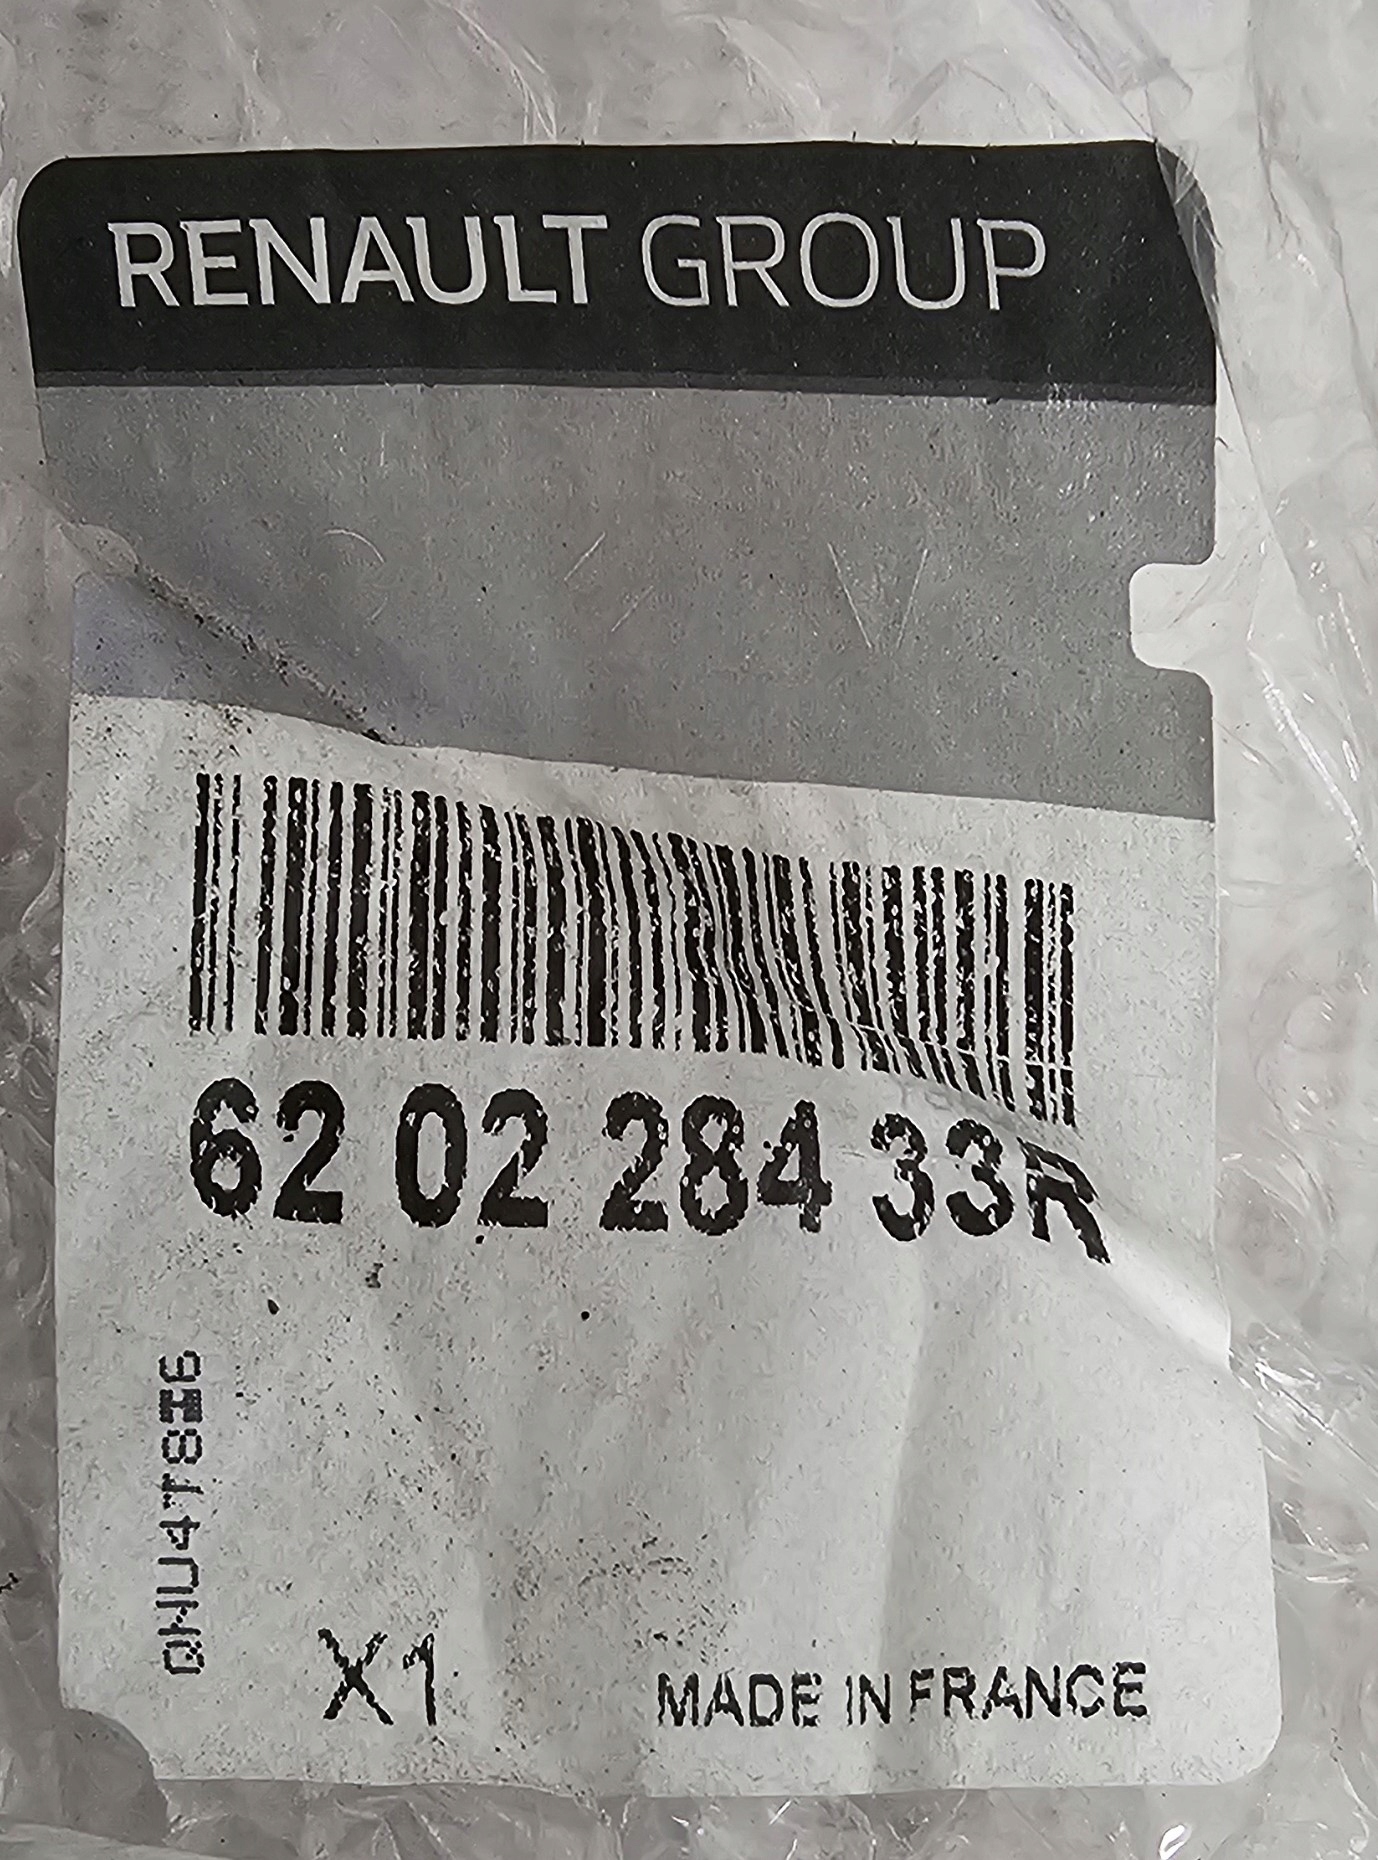 RENAULT GROUP
62 02 284 33R
X1
MADE IN FRANCE